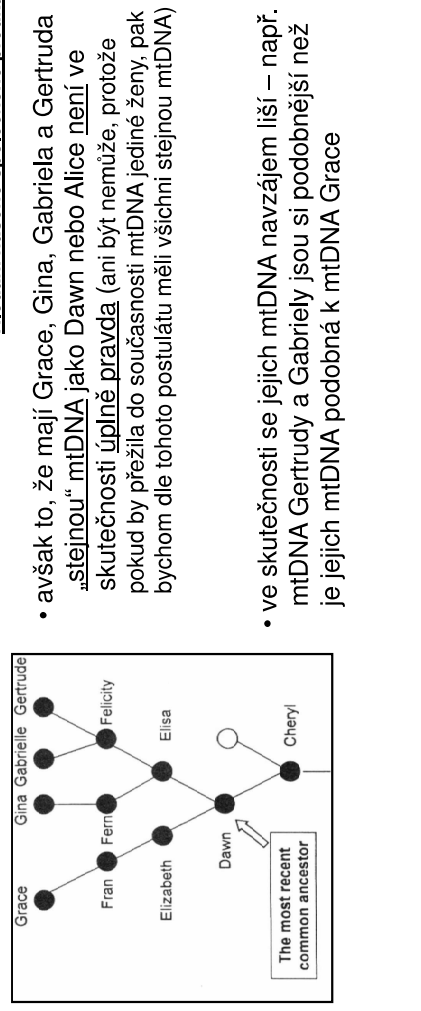 • avšak to, že mají Grace, Gina, Gabriela a Gertruda
„stejnou“ mtDNA jako Dawn nebo Alice není ve
skutečnosti úplně pravda (ani být nemůže, protože
pokud by přežila do současnosti mtDNA jediné ženy, pak
bychom dle tohoto postulátu měli všichni stejnou mtDNA)
• ve skutečnosti se jejich mtDNA navzájem liší – např.
mtDNA Gertrudy a Gabriely jsou si podobnější než
je jejich mtDNA podobná k mtDNA Grace
Grace Gina Gabrielle Gertrude
Fran Fern Felicity
Elizabeth Elisa
Dawn
Cheryl
The most recent
common ancestor